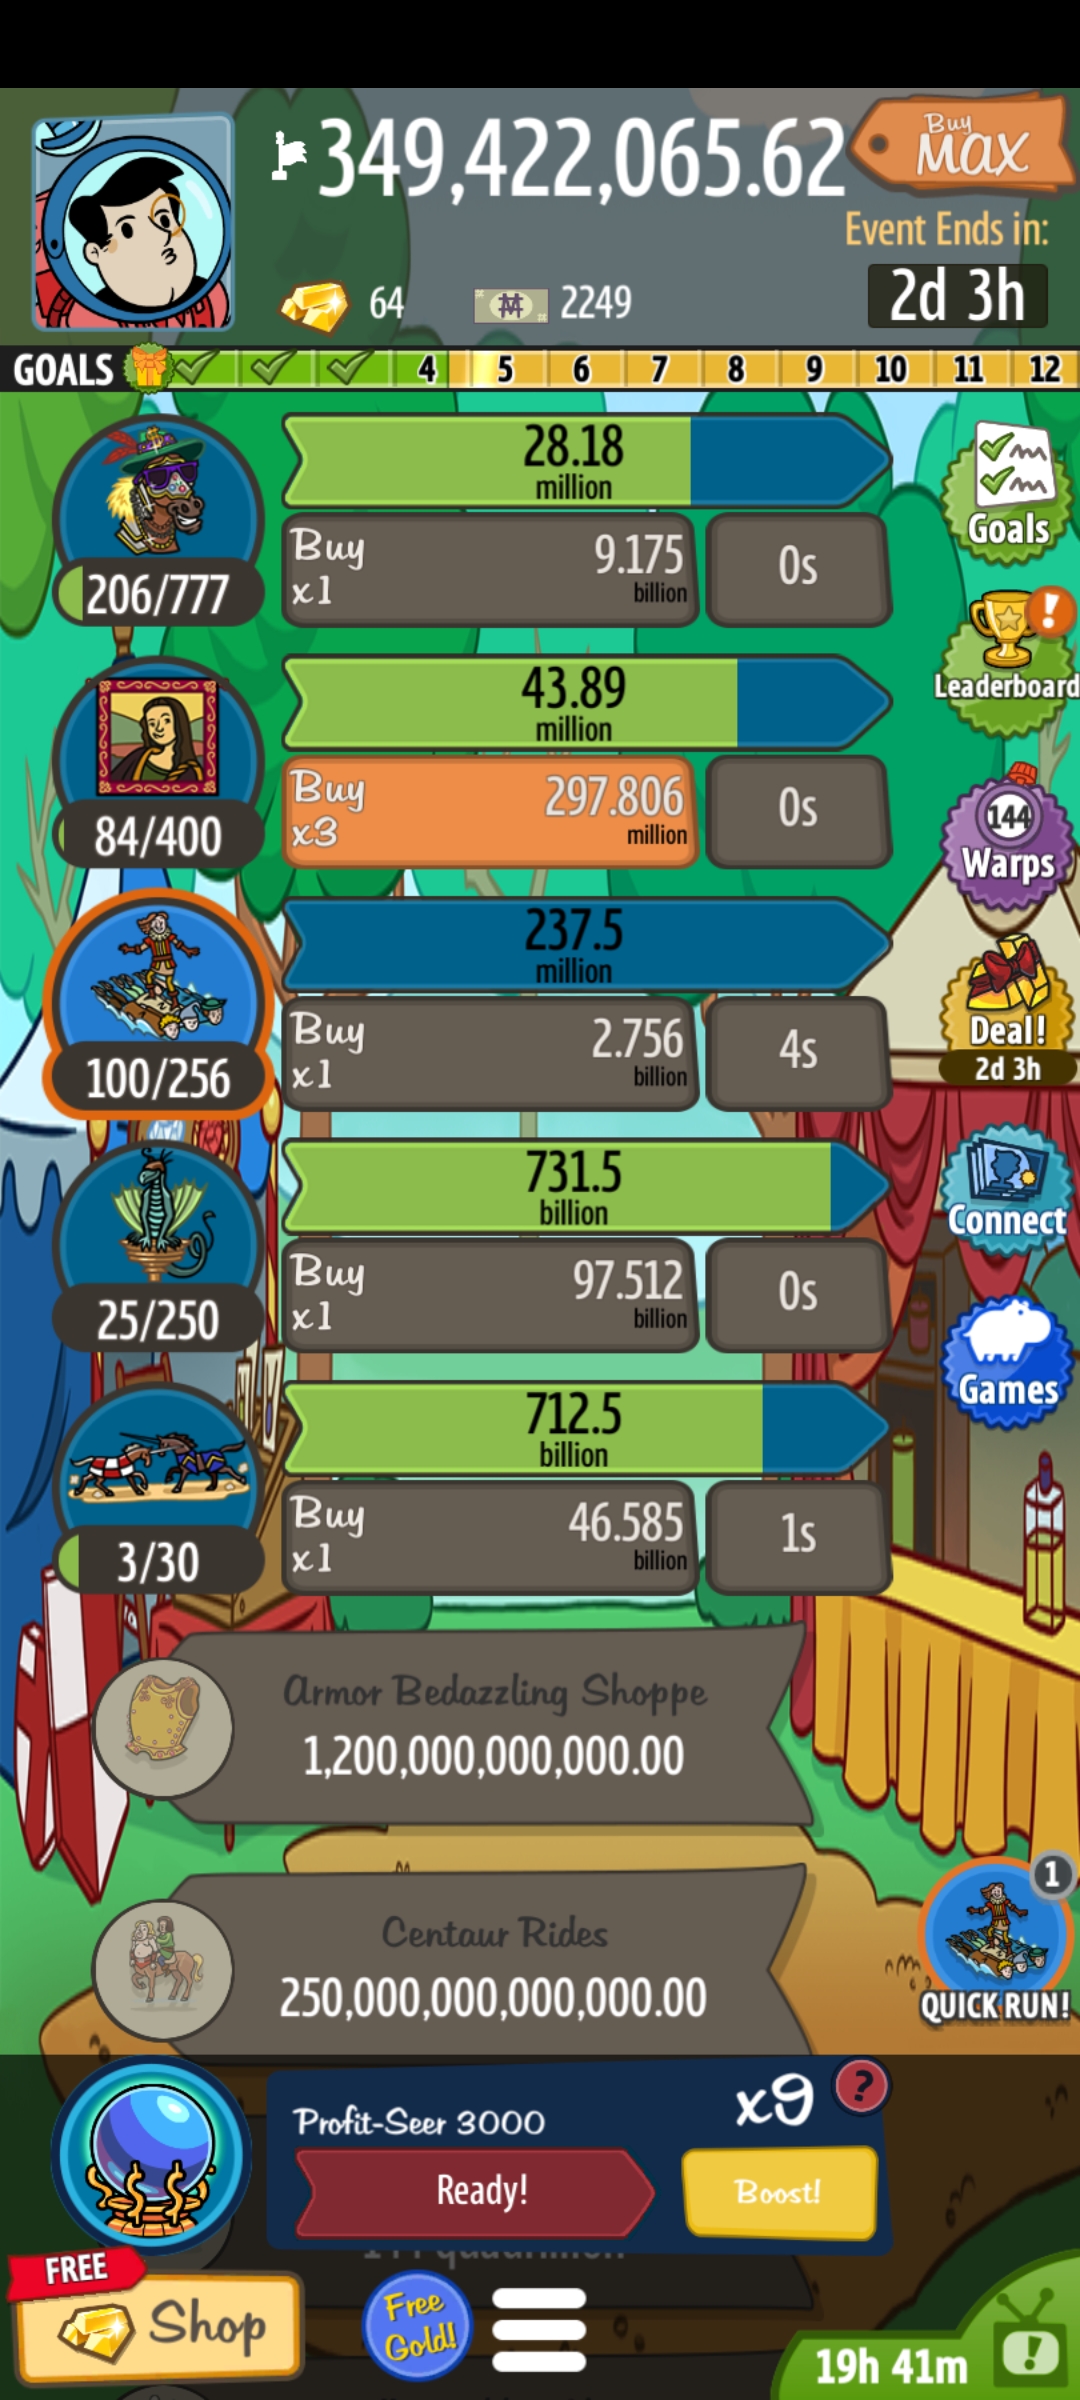 349,422,065.62
Buy
MAX
Event Ends in:
64
2249
2d 3h
GOALS 4 5 6 7 8 9 10 11 12
28.18
million
Buy
x1
9.175
billion
0s
206/777
Goals
Leaderboard
43.89
million
Buy
x3
297.806
million
0s
84/400
144
Warps
237.5
million
Buy
x1
2.756
billion
4s
100/256
Deal!
2d 3h
731.5
billion
Buy
x1
97.512
billion
0s
25/250
Connect
Games
712.5
billion
Buy
x1
46.585
billion
1s
3/30
Armor Bedazzling Shoppe
1,200,000,000,000.00
Centaur Rides
250,000,000,000,000.00
1
QUICK RUN!
Profit-Seer 3000
x9
?
Ready!
Boost!
FREE
Shop
Free
Gold!
19h 41m